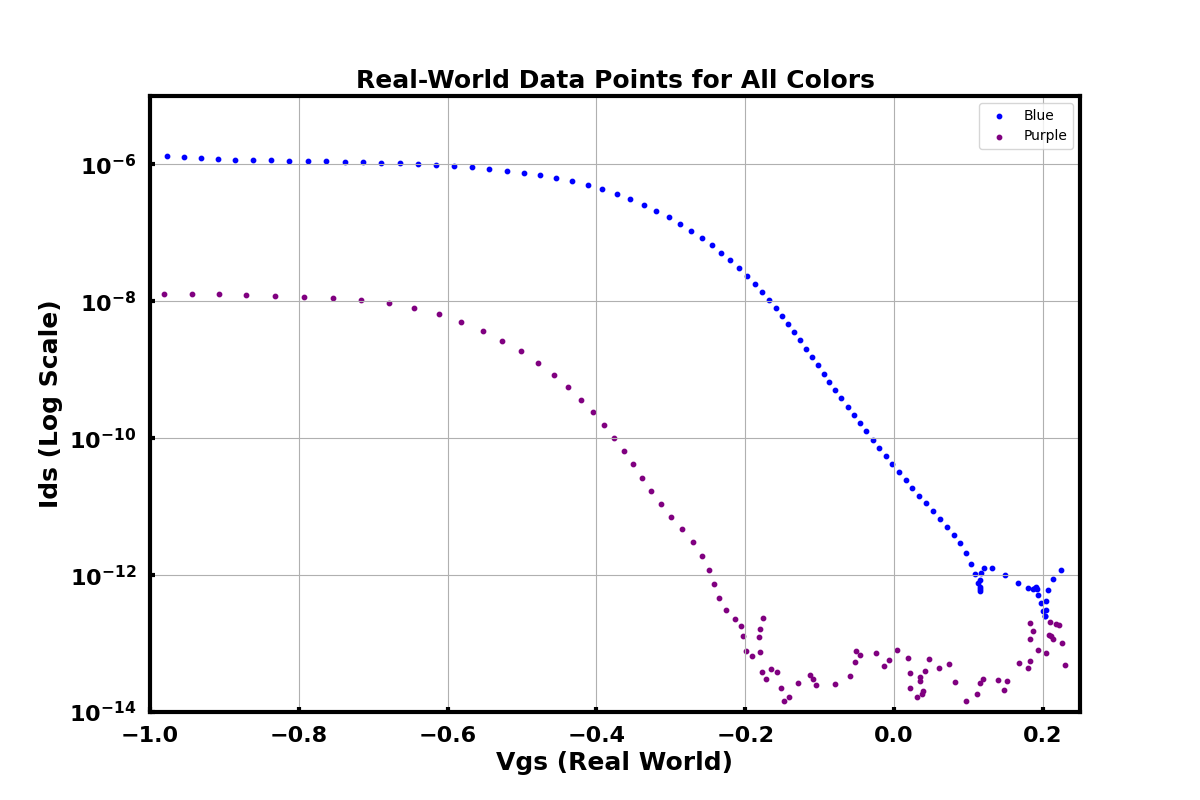 Real-World Data Points for All Colors
Blue
Purple
Ids (Log Scale)
10⁻⁶
10⁻⁸
10⁻¹⁰
10⁻¹²
10⁻¹⁴
−1.0 −0.8 −0.6 −0.4 −0.2 0.0 0.2
Vgs (Real World)